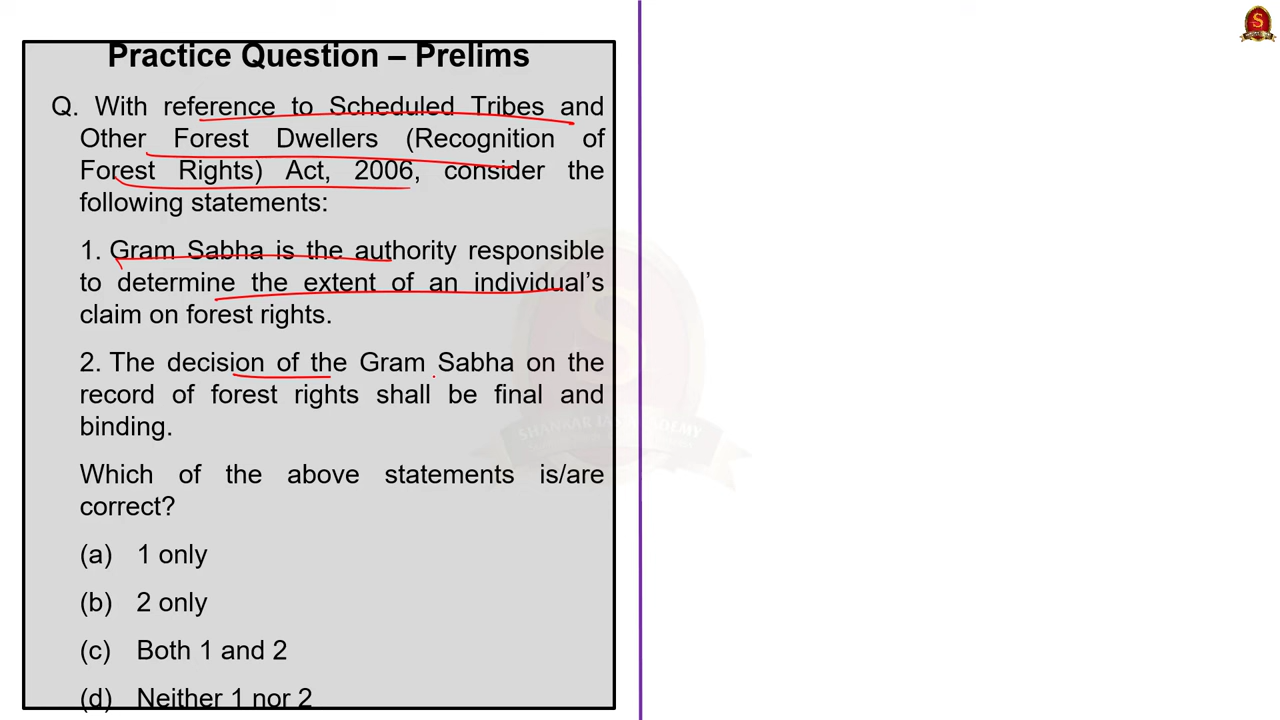 Practice Question – Prelims
Q. With reference to Scheduled Tribes and
Other Forest Dwellers (Recognition of
Forest Rights) Act, 2006, consider the
following statements:
1. Gram Sabha is the authority responsible
to determine the extent of an individual’s
claim on forest rights.
2. The decision of the Gram Sabha on the
record of forest rights shall be final and
binding.
Which of the above statements is/are
correct?
(a) 1 only
(b) 2 only
(c) Both 1 and 2
(d) Neither 1 nor 2
SHANKAR IAS ACADEMY